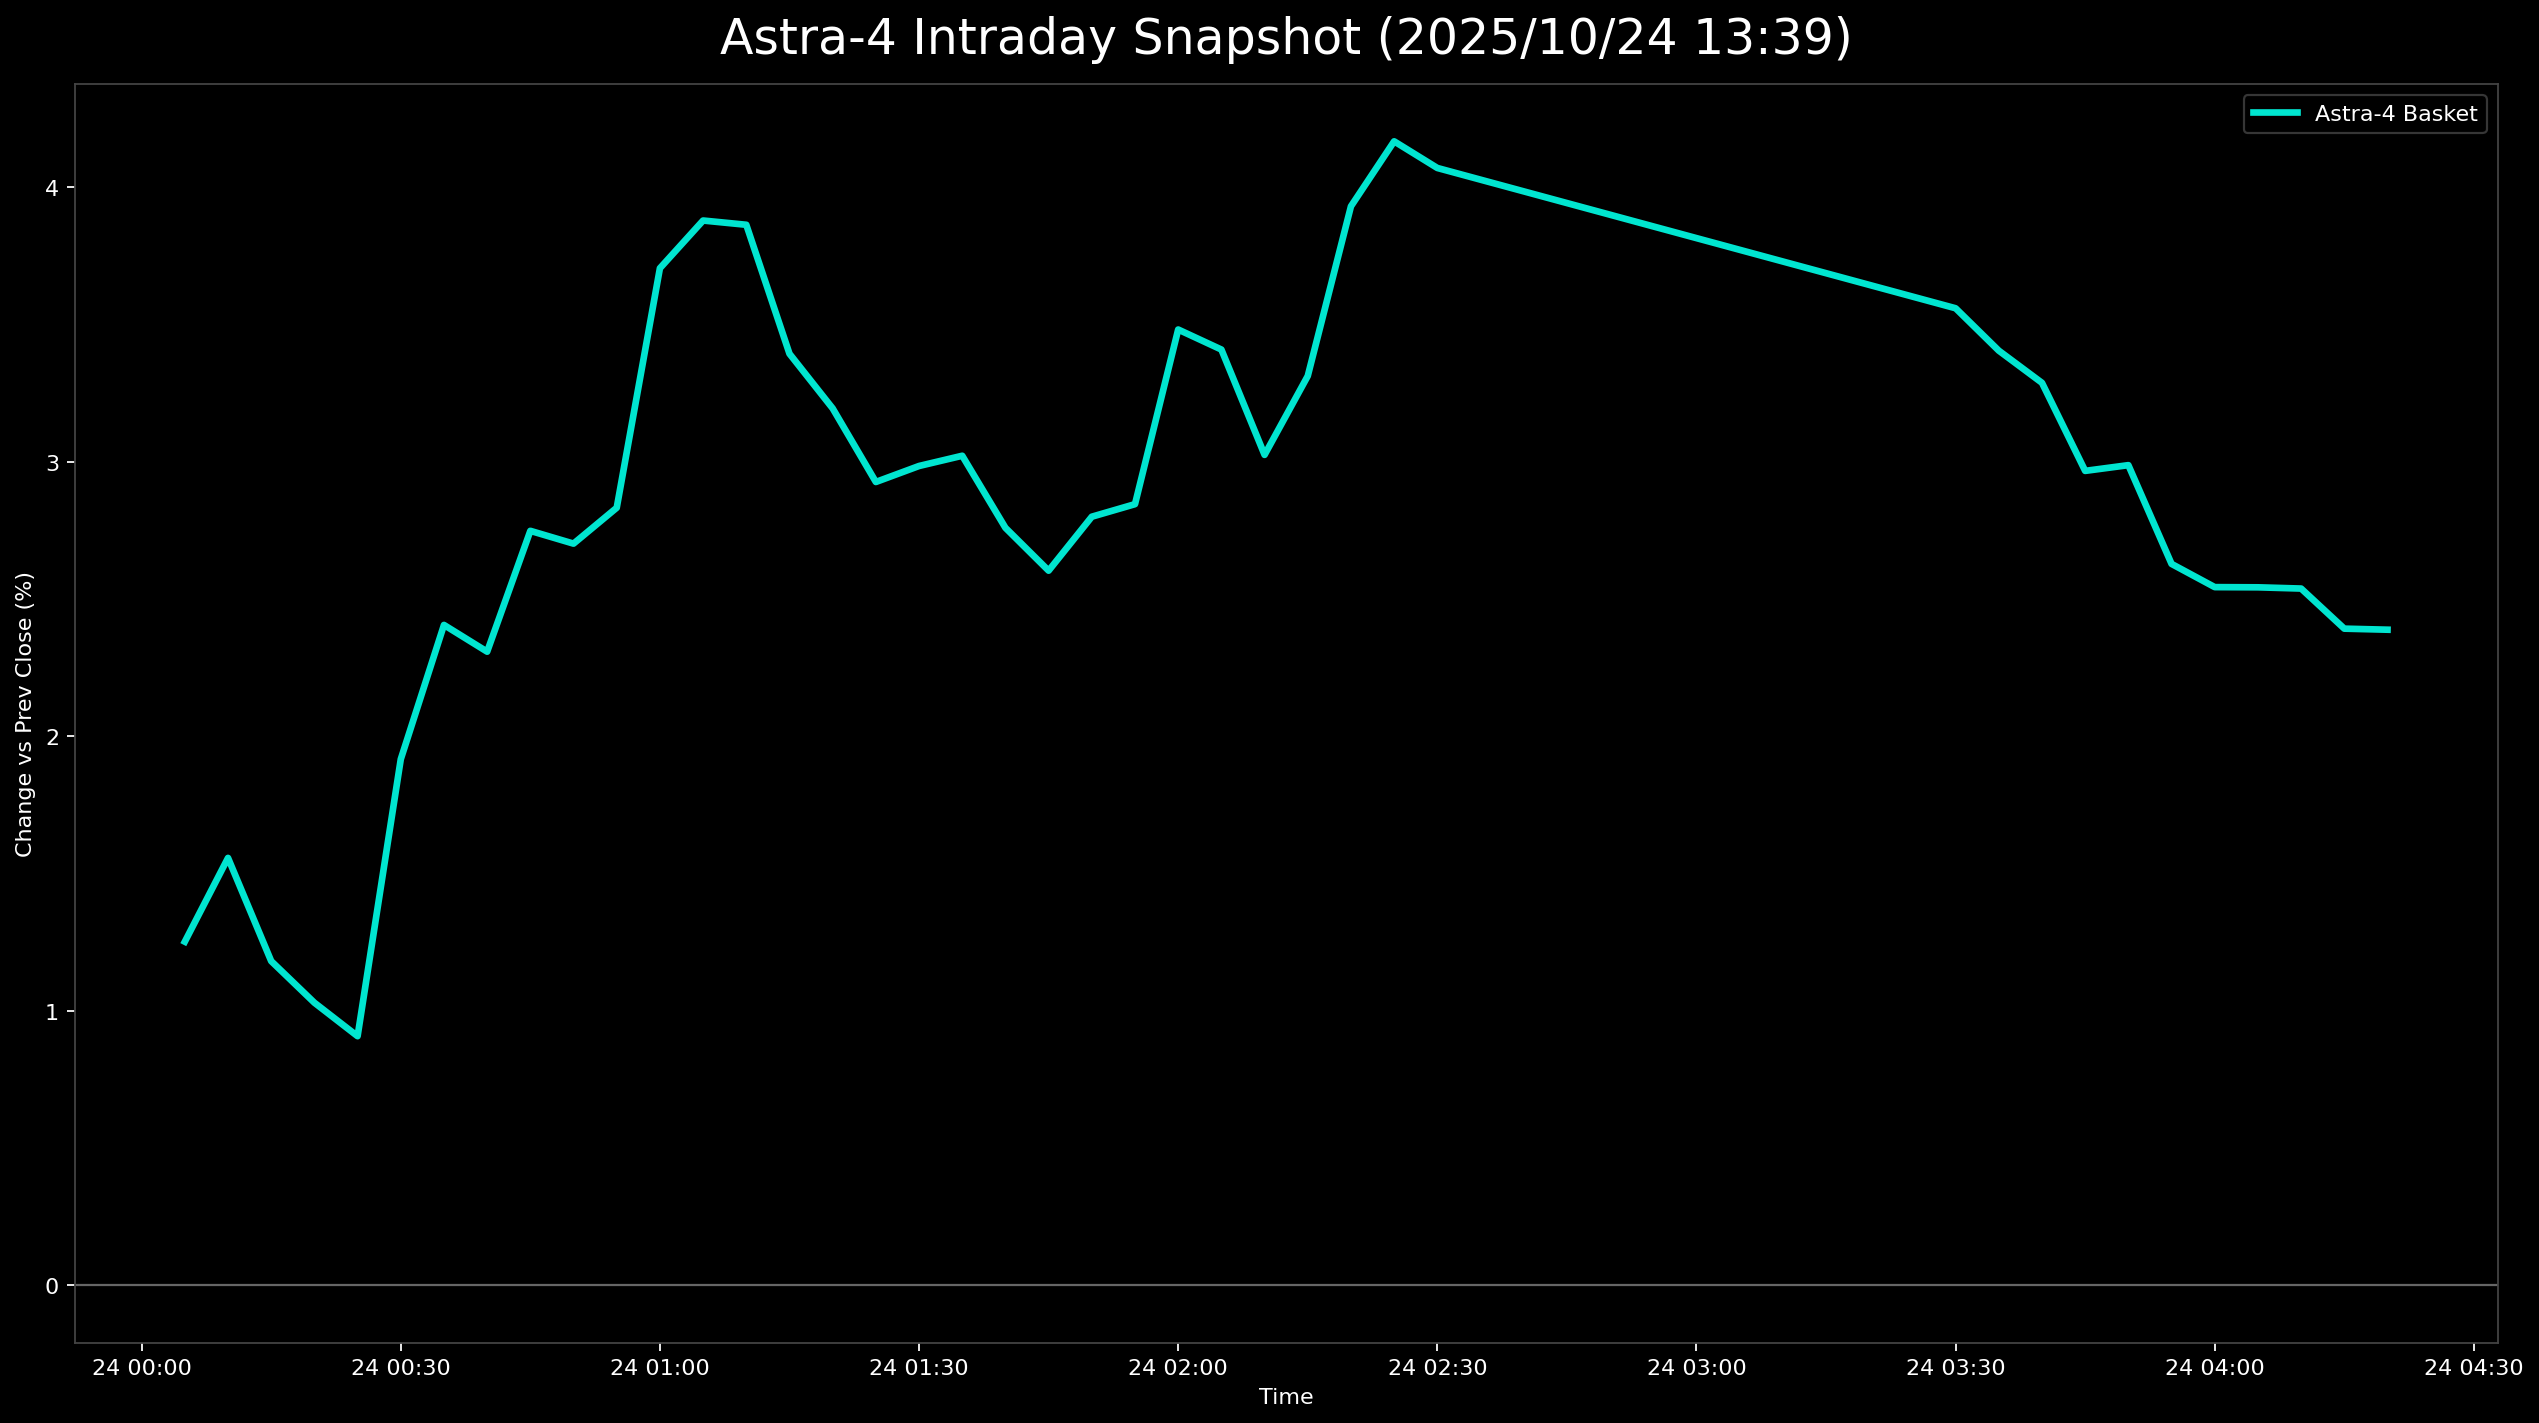 Astra-4 Intraday Snapshot (2025/10/24 13:39)
Astra-4 Basket
Change vs Prev Close (%)
4
3
2
1
0
24 00:00 24 00:30 24 01:00 24 01:30 24 02:00 24 02:30 24 03:00 24 03:30 24 04:00 24 04:30
Time